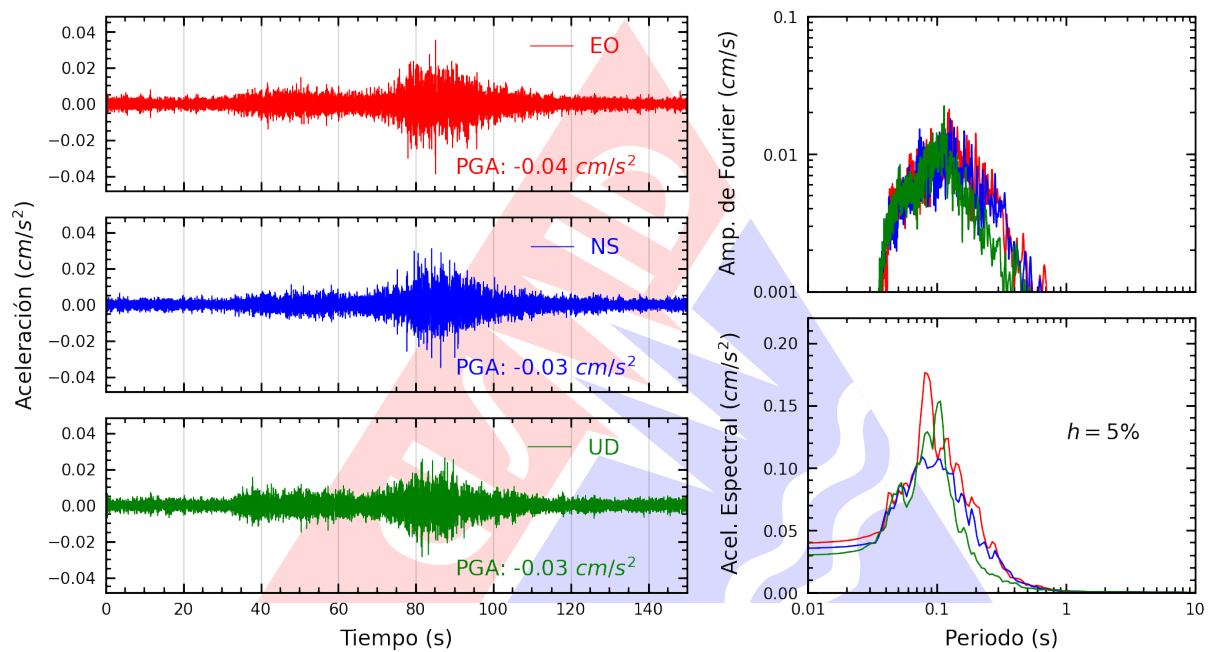 Aceleración (cm/s²)
0.04
0.02
0.00
−0.02
−0.04
EO
PGA: -0.04 cm/s²
0.04
0.02
0.00
−0.02
−0.04
NS
PGA: -0.03 cm/s²
0.04
0.02
0.00
−0.02
−0.04
UD
PGA: -0.03 cm/s²
0 20 40 60 80 100 120 140
Tiempo (s)
Amp. de Fourier (cm/s)
0.1
0.01
0.001
Acel. Espectral (cm/s²)
0.20
0.15
0.10
0.05
0.00
h = 5%
0.01 0.1 1 10
Periodo (s)